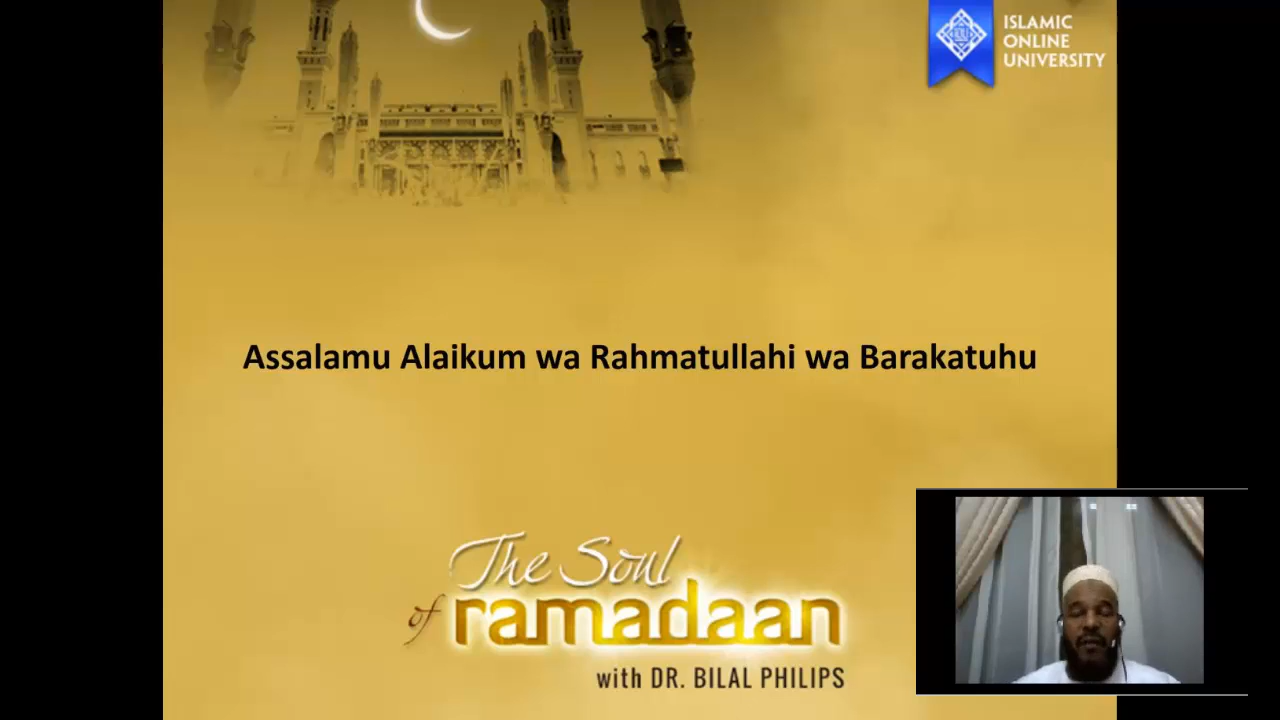 ISLAMIC
ONLINE
UNIVERSITY
Assalamu Alaikum wa Rahmatullahi wa Barakatuhu
The Soul
of ramadaan
with DR. BILAL PHILIPS